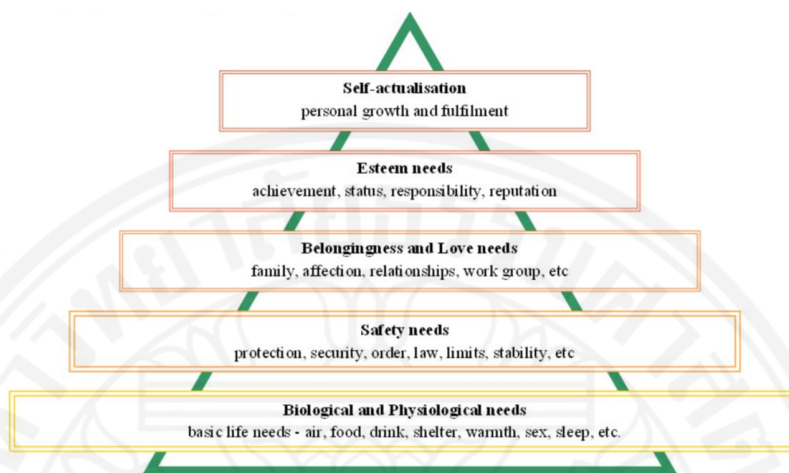 Self-actualisation
personal growth and fulfilment
Esteem needs
achievement, status, responsibility, reputation
Belongingness and Love needs
family, affection, relationships, work group, etc
Safety needs
protection, security, order, law, limits, stability, etc
Biological and Physiological needs
basic life needs - air, food, drink, shelter, warmth, sex, sleep, etc.